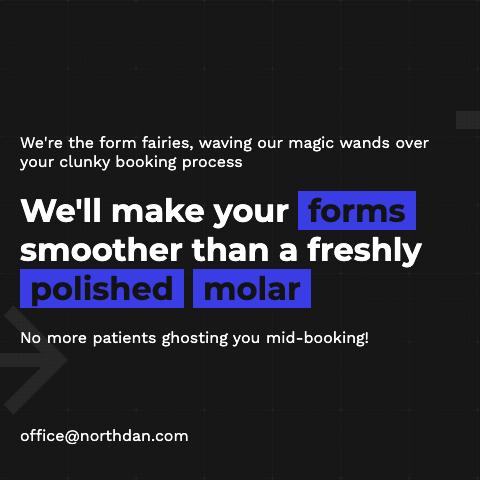 We're the form fairies, waving our magic wands over
your clunky booking process
We'll make your forms
smoother than a freshly
polished molar
No more patients ghosting you mid-booking!
office@northdan.com